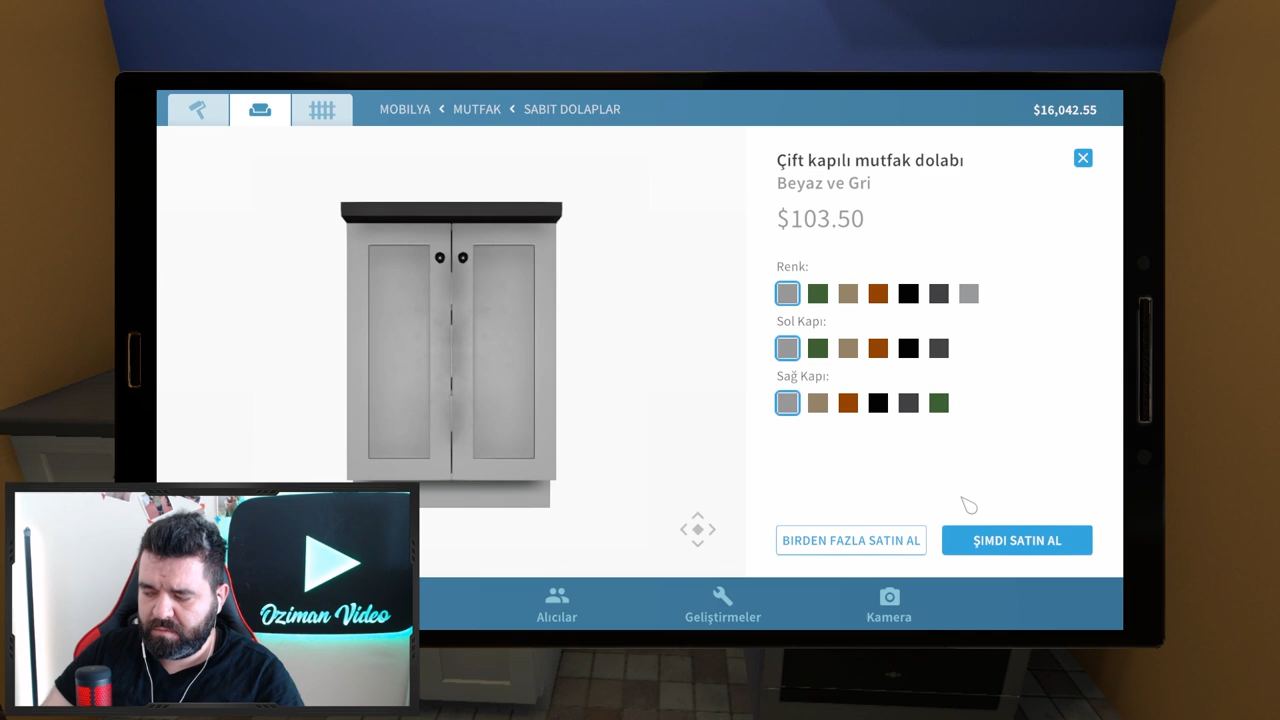 MOBILYA < MUTFAK < SABIT DOLAPLAR
$16,042.55
Çift kapılı mutfak dolabı
Beyaz ve Gri
$103.50
Renk:
Sol Kapı:
Sağ Kapı:
BIRDEN FAZLA SATIN AL
ŞIMDI SATIN AL
Alıcılar
Geliştirmeler
Kamera
Oziman Video